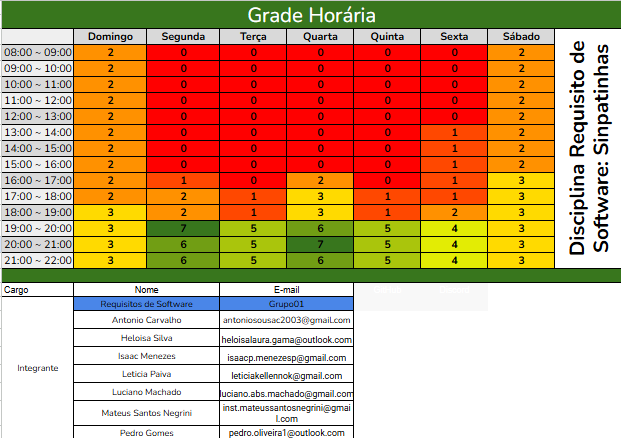 Grade Horária
Domingo Segunda Terça Quarta Quinta Sexta Sábado
08:00 ~ 09:00 2 0 0 0 0 0 2
09:00 ~ 10:00 2 0 0 0 0 0 2
10:00 ~ 11:00 2 0 0 0 0 0 2
11:00 ~ 12:00 2 0 0 0 0 0 2
12:00 ~ 13:00 2 0 0 0 0 0 2
13:00 ~ 14:00 2 0 0 0 0 1 2
14:00 ~ 15:00 2 0 0 0 0 1 2
15:00 ~ 16:00 2 0 0 0 0 1 2
16:00 ~ 17:00 2 1 0 2 0 1 3
17:00 ~ 18:00 2 2 1 3 1 1 3
18:00 ~ 19:00 3 2 1 3 1 2 3
19:00 ~ 20:00 3 7 5 6 5 4 3
20:00 ~ 21:00 3 6 5 7 5 4 3
21:00 ~ 22:00 3 6 5 6 5 4 3
Disciplina Requisito de
Software: Sinpatinhas
Cargo Nome E-mail
Requisitos de Software Grupo01
Integrante
Antonio Carvalho antoniosousac2003@gmail.com
Heloisa Silva heloisalaura.gama@outlook.com
Isaac Menezes isaacp.menezesp@gmail.com
Leticia Paiva leticiakellennok@gmail.com
Luciano Machado luciano.abs.machado@gmail.com
Mateus Santos Negrini inst.mateussantosnegrini@gmai
l.com
Pedro Gomes pedro.oliveira1@outlook.com